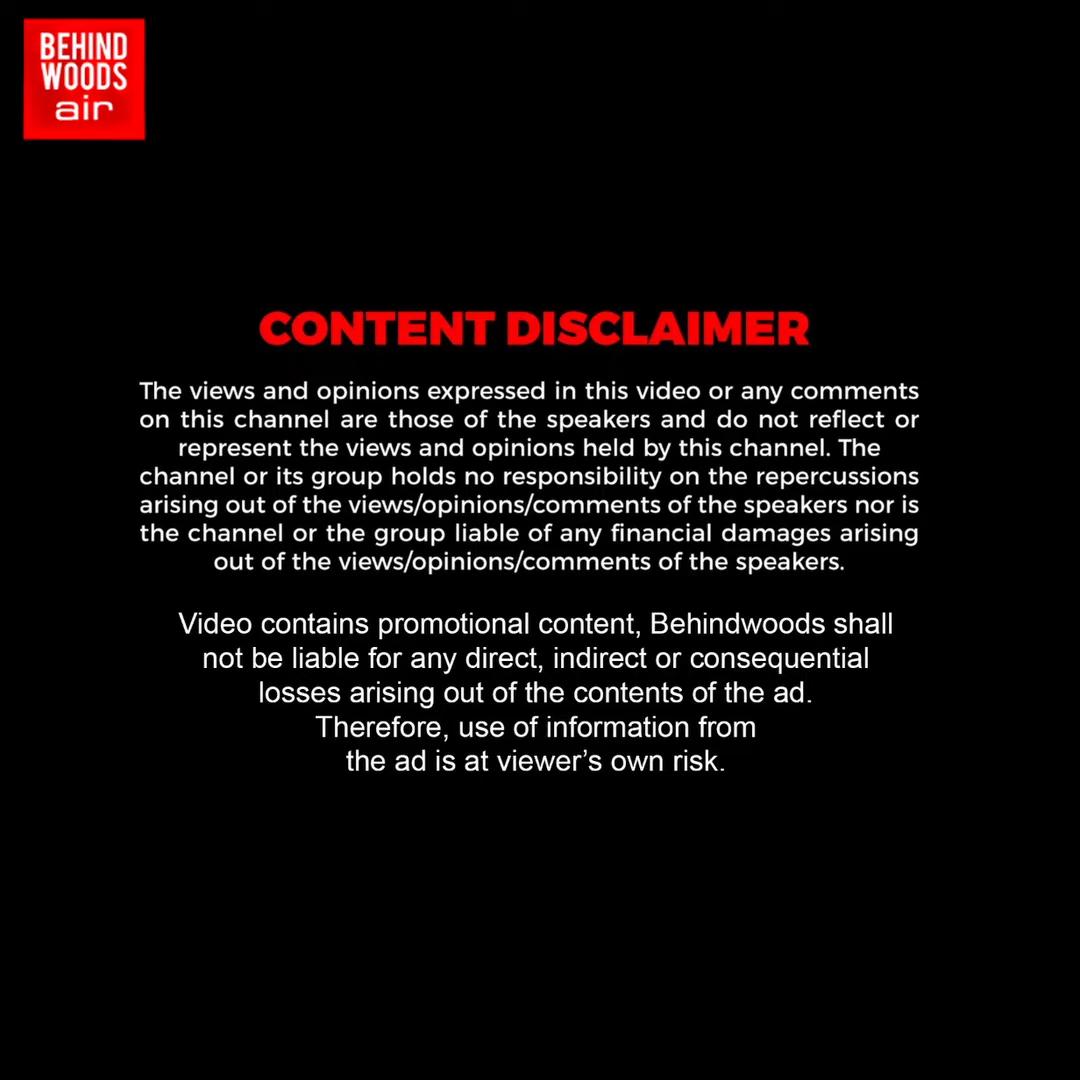 BEHIND
WOODS
air
CONTENT DISCLAIMER
The views and opinions expressed in this video or any comments
on this channel are those of the speakers and do not reflect or
represent the views and opinions held by this channel. The
channel or its group holds no responsibility on the repercussions
arising out of the views/opinions/comments of the speakers nor is
the channel or the group liable of any financial damages arising
out of the views/opinions/comments of the speakers.
Video contains promotional content, Behindwoods shall
not be liable for any direct, indirect or consequential
losses arising out of the contents of the ad.
Therefore, use of information from
the ad is at viewer’s own risk.